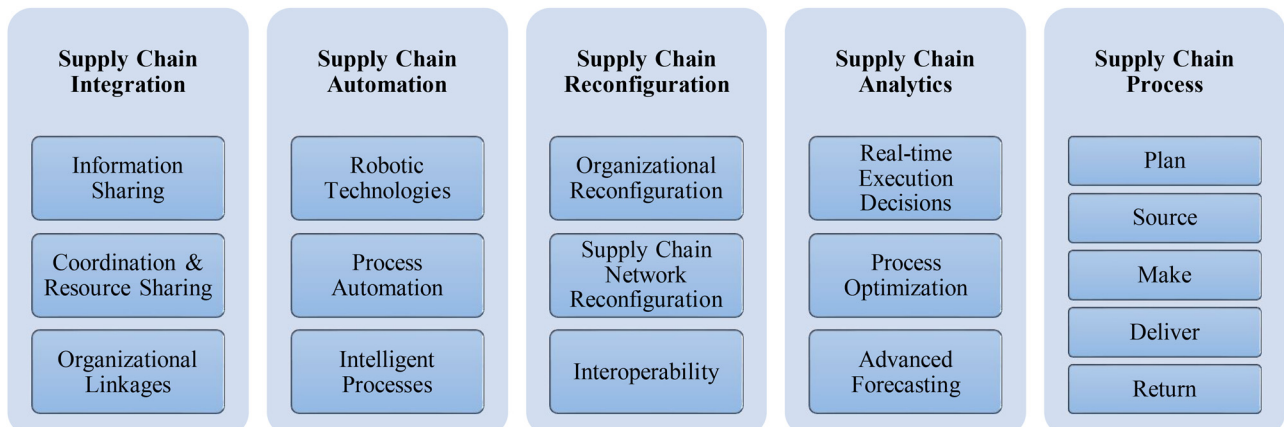 Supply Chain
Integration
Information
Sharing
Coordination &
Resource Sharing
Organizational
Linkages
Supply Chain
Automation
Robotic
Technologies
Process
Automation
Intelligent
Processes
Supply Chain
Reconfiguration
Organizational
Reconfiguration
Supply Chain
Network
Reconfiguration
Interoperability
Supply Chain
Analytics
Real-time
Execution
Decisions
Process
Optimization
Advanced
Forecasting
Supply Chain
Process
Plan
Source
Make
Deliver
Return